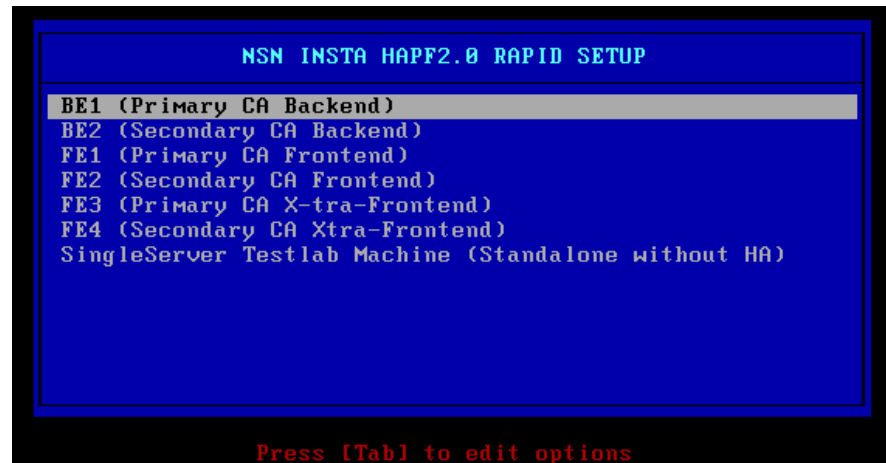 NSN INSTA HAPF2.0 RAPID SETUP
BE1 (Primary CA Backend)
BE2 (Secondary CA Backend)
FE1 (Primary CA Frontend)
FE2 (Secondary CA Frontend)
FE3 (Primary CA X-tra-Frontend)
FE4 (Secondary CA Xtra-Frontend)
SingleServer Testlab Machine (Standalone without HA)
Press [Tab] to edit options